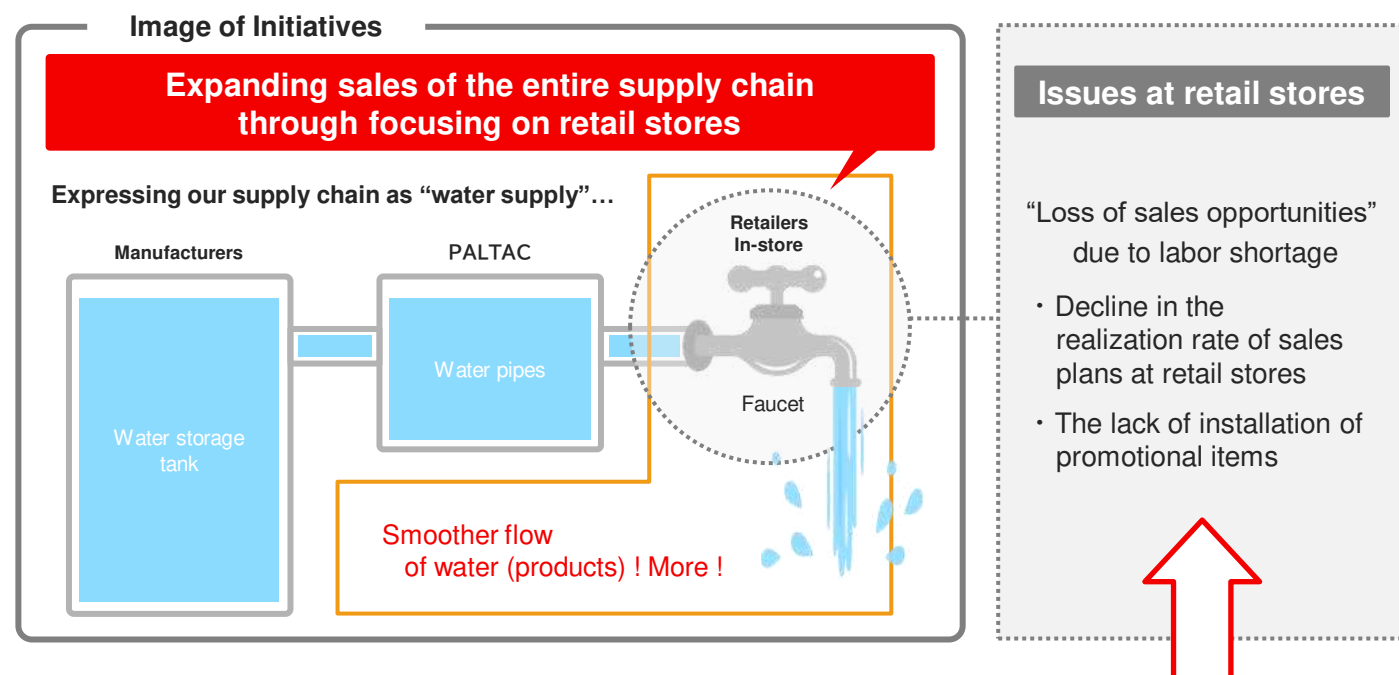 Image of Initiatives
Expanding sales of the entire supply chain
through focusing on retail stores
Expressing our supply chain as “water supply”…
Manufacturers
PALTAC
Retailers
In-store
Water storage
tank
Water pipes
Faucet
Smoother flow
of water (products) ! More !
Issues at retail stores
“Loss of sales opportunities”
due to labor shortage
・Decline in the
realization rate of sales
plans at retail stores
・The lack of installation of
promotional items